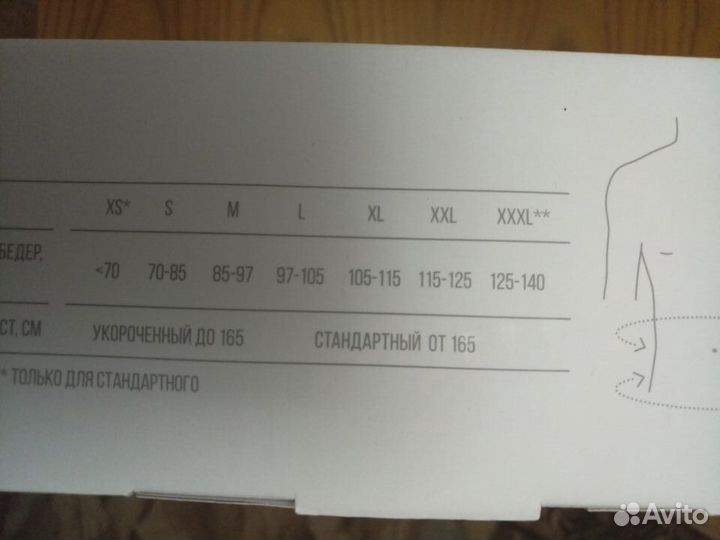 XS* S M L XL XXL XXXL**
БЕДЕР,
<70 70-85 85-97 97-105 105-115 115-125 125-140
СТ, СМ УКОРОЧЕННЫЙ ДО 165 СТАНДАРТНЫЙ ОТ 165
* ТОЛЬКО ДЛЯ СТАНДАРТНОГО
Avito